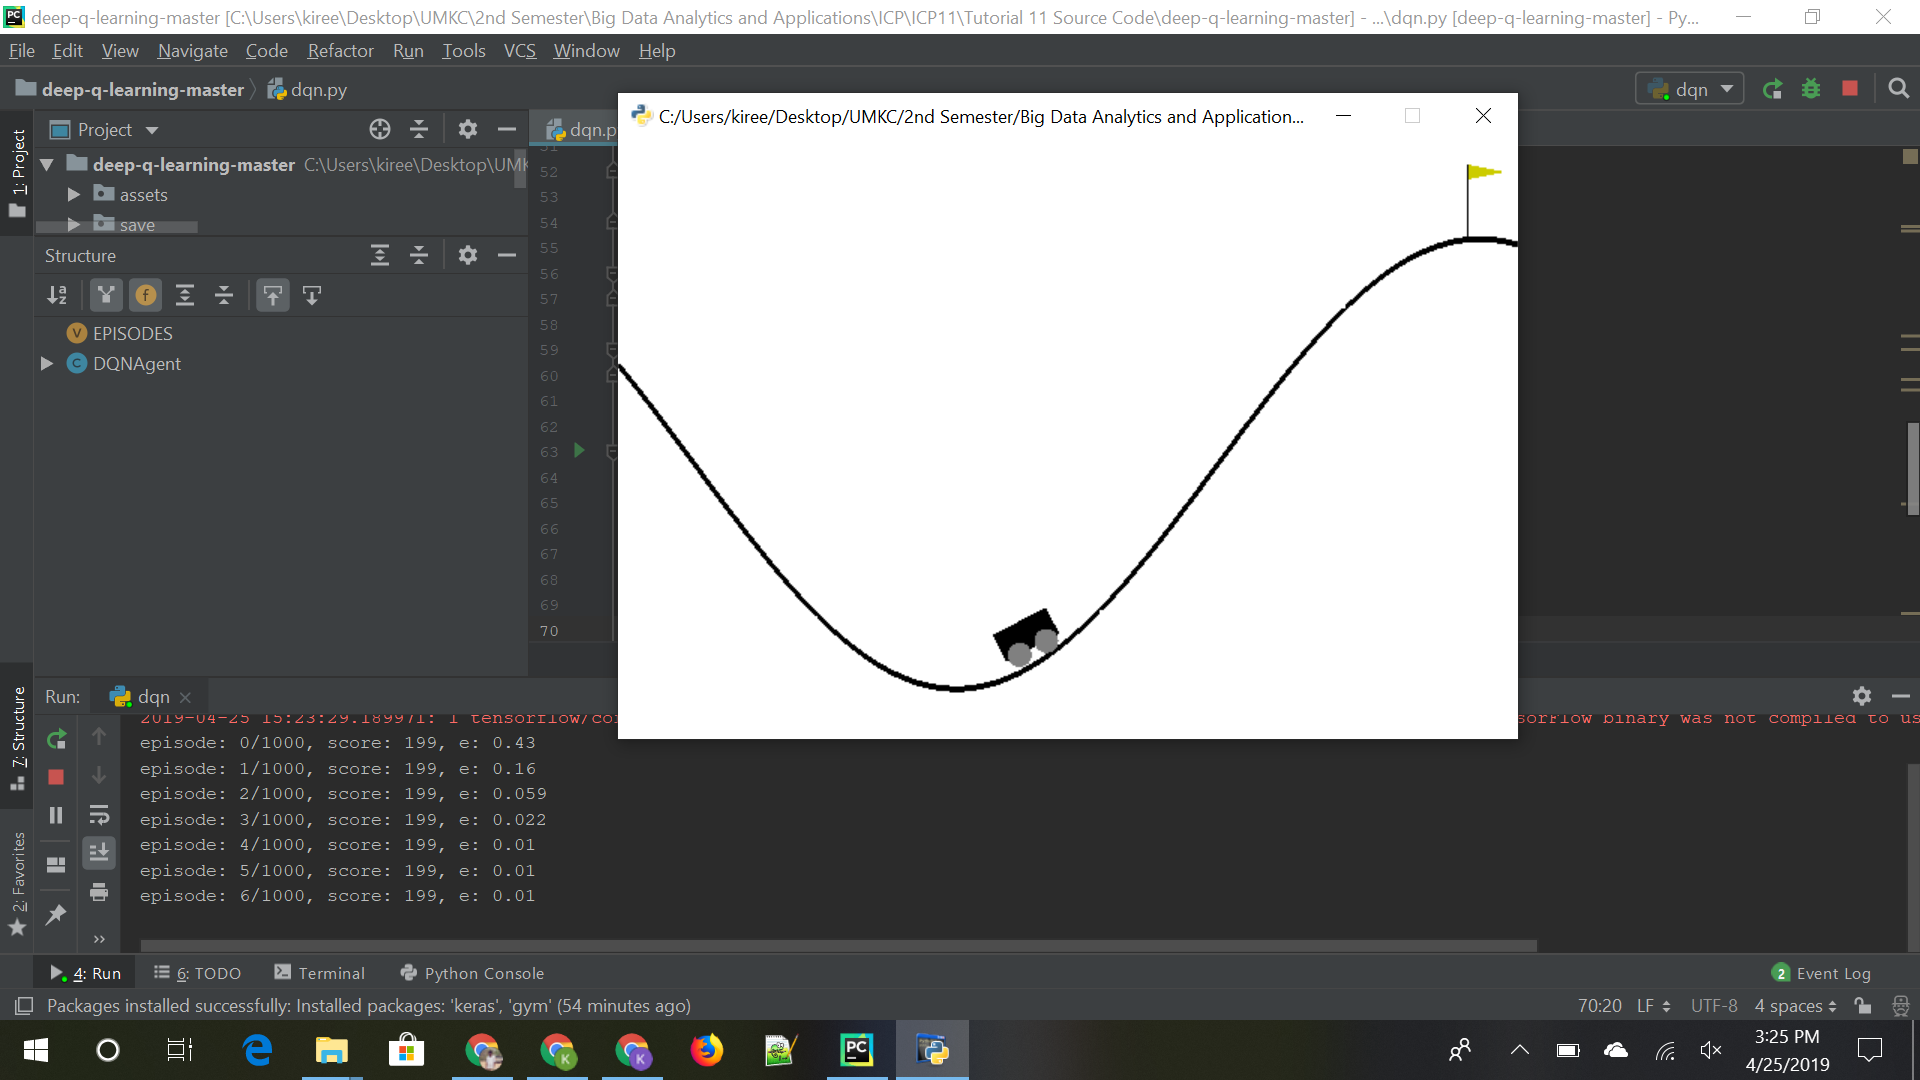 deep-q-learning-master [C:\Users\kiree\Desktop\UMKC\2nd Semester\Big Data Analytics and Applications\ICP\ICP11\Tutorial 11 Source Code\deep-q-learning-master] - ...\dqn.py [deep-q-learning-master] - Py...
File Edit View Navigate Code Refactor Run Tools VCS Window Help
deep-q-learning-master dqn.py dqn
1: Project
Project
dqn.p
C:/Users/kiree/Desktop/UMKC/2nd Semester/Big Data Analytics and Application...
deep-q-learning-master C:\Users\kiree\Desktop\UMK
assets
save
Structure
EPISODES
DQNAgent
51
52
53
54
55
56
57
58
59
60
61
62
63
64
65
66
67
68
69
70
7: Structure
2: Favorites
Run: dqn
2019-04-25 15:23:29.189971: I tensorflow/co sorFlow binary was not compiled to us
episode: 0/1000, score: 199, e: 0.43
episode: 1/1000, score: 199, e: 0.16
episode: 2/1000, score: 199, e: 0.059
episode: 3/1000, score: 199, e: 0.022
episode: 4/1000, score: 199, e: 0.01
episode: 5/1000, score: 199, e: 0.01
episode: 6/1000, score: 199, e: 0.01
4: Run 6: TODO Terminal Python Console 2 Event Log
Packages installed successfully: Installed packages: 'keras', 'gym' (54 minutes ago) 70:20 LF UTF-8 4 spaces
3:25 PM
4/25/2019